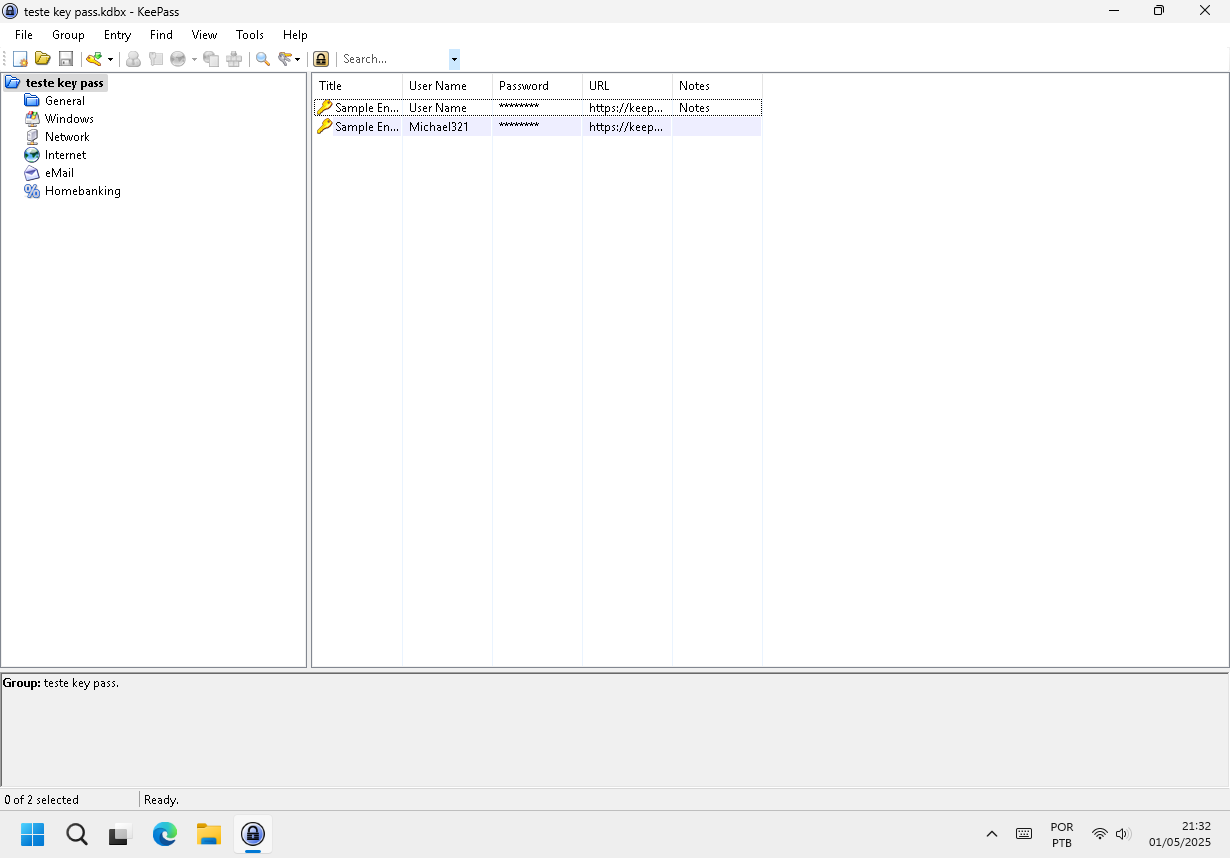 teste key pass.kdbx - KeePass
File Group Entry Find View Tools Help
Search...
teste key pass
General
Windows
Network
Internet
eMail
Homebanking
Title User Name Password URL Notes
Sample En... User Name ******** https://keep... Notes
Sample En... Michael321 ******** https://keep...
Group: teste key pass.
0 of 2 selected Ready.
POR
PTB
21:32
01/05/2025